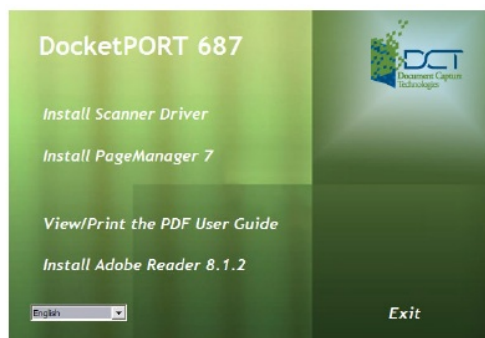 DocketPORT 687
DCT
Document Capture
Technologies
Install Scanner Driver
Install PageManager 7
View/Print the PDF User Guide
Install Adobe Reader 8.1.2
English
Exit